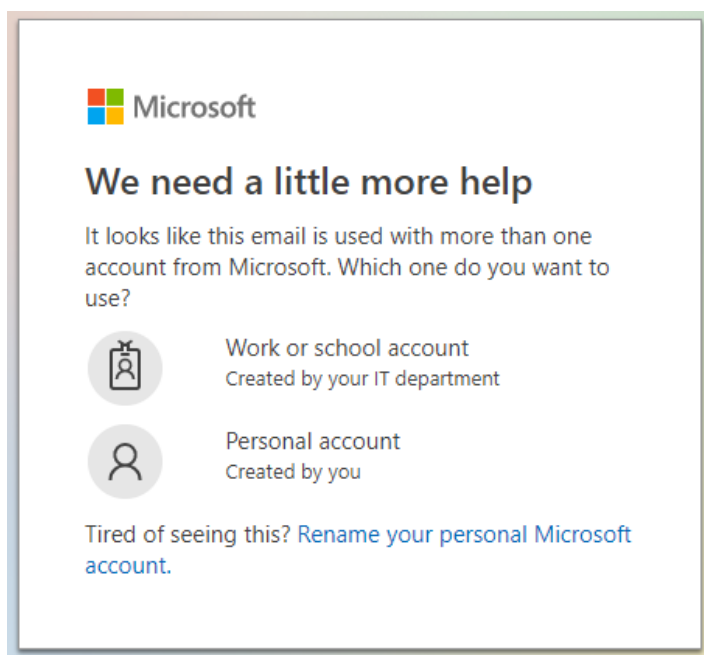 Microsoft
We need a little more help
It looks like this email is used with more than one
account from Microsoft. Which one do you want to
use?
Work or school account
Created by your IT department
Personal account
Created by you
Tired of seeing this? Rename your personal Microsoft
account.